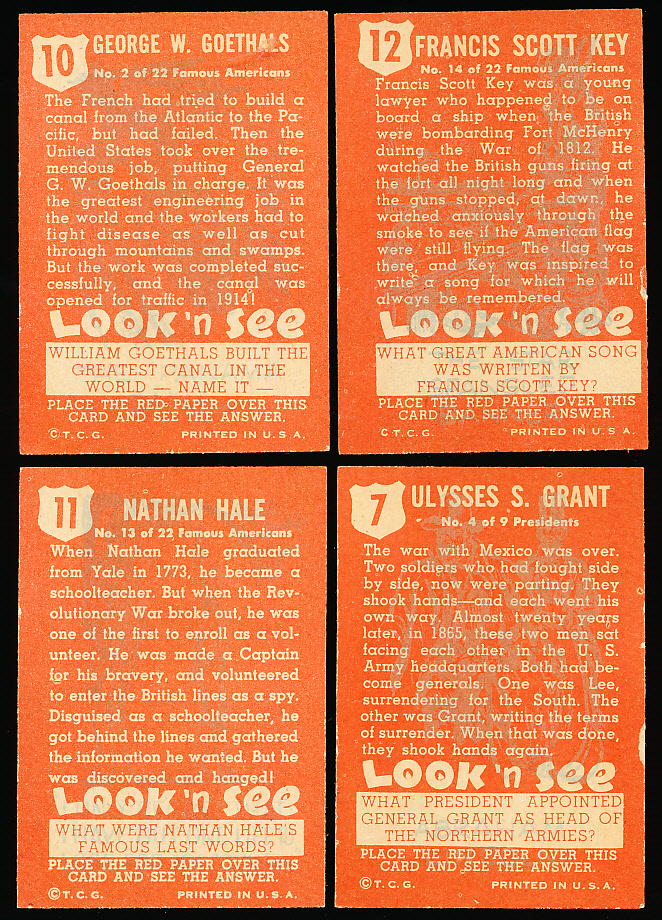 10
GEORGE W. GOETHALS
No. 2 of 22 Famous Americans
The French had tried to build a
canal from the Atlantic to the Pa-
cific, but had failed. Then the
United States took over the tre-
mendous job, putting General
G. W. Goethals in charge. It was
the greatest engineering job in
the world and the workers had to
fight disease as well as cut
through mountains and swamps.
But the work was completed suc-
cessfully, and the canal was
opened for traffic in 1914!
LOOK 'n SEE
WILLIAM GOETHALS BUILT THE
GREATEST CANAL IN THE
WORLD — NAME IT —
PLACE THE RED PAPER OVER THIS
CARD AND SEE THE ANSWER.
© T. C. G. PRINTED IN U. S. A.
12
FRANCIS SCOTT KEY
No. 14 of 22 Famous Americans
Francis Scott Key was a young
lawyer who happened to be on
board a ship when the British
were bombarding Fort McHenry
during the War of 1812. He
watched the British guns firing at
the fort all night long and when
the guns stopped, at dawn, he
watched anxiously through the
smoke to see if the American flag
were still flying. The flag was
there, and Key was inspired to
write a song for which he will
always be remembered.
LOOK 'n SEE
WHAT GREAT AMERICAN SONG
WAS WRITTEN BY
FRANCIS SCOTT KEY?
PLACE THE RED PAPER OVER THIS
CARD AND SEE THE ANSWER.
© T. C. G. PRINTED IN U. S. A.
11
NATHAN HALE
No. 13 of 22 Famous Americans
When Nathan Hale graduated
from Yale in 1773, he became a
schoolteacher. But when the Rev-
olutionary War broke out, he was
one of the first to enroll as a vol-
unteer. He was made a Captain
for his bravery, and volunteered
to enter the British lines as a spy.
Disguised as a schoolteacher, he
got behind the lines and gathered
the information he wanted. But he
was discovered and hanged!
LOOK 'n SEE
WHAT WERE NATHAN HALE'S
FAMOUS LAST WORDS?
PLACE THE RED PAPER OVER THIS
CARD AND SEE THE ANSWER.
© T. C. G. PRINTED IN U. S. A.
7
ULYSSES S. GRANT
No. 4 of 9 Presidents
The war with Mexico was over.
Two soldiers who had fought side
by side, now were parting. They
shook hands—and each went his
own way. Almost twenty years
later, in 1865, these two men sat
facing each other in the U. S.
Army headquarters. Both had be-
come generals. One was Lee,
surrendering for the South. The
other was Grant, writing the terms
of surrender. When that was done,
they shook hands again.
LOOK 'n SEE
WHAT PRESIDENT APPOINTED
GENERAL GRANT AS HEAD OF
THE NORTHERN ARMIES?
PLACE THE RED PAPER OVER THIS
CARD AND SEE THE ANSWER.
© T. C. G. PRINTED IN U. S. A.